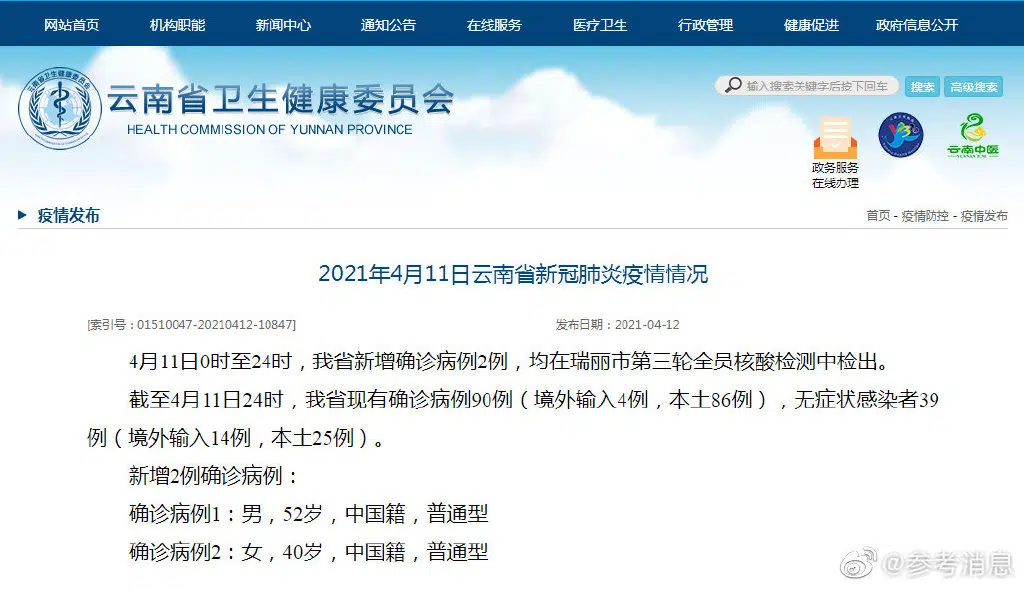 网站首页 机构职能 新闻中心 通知公告 在线服务 医疗卫生 行政管理 健康促进 政府信息公开
云南省卫生健康委员会
HEALTH COMMISSION OF YUNNAN PROVINCE
输入搜索关键字后按下回车 搜索 高级搜索
政务服务
在线办理
云南中医
疫情发布
首页 - 疫情防控 - 疫情发布
2021年4月11日云南省新冠肺炎疫情情况
[索引号：01510047-20210412-10847] 发布日期：2021-04-12
4月11日0时至24时，我省新增确诊病例2例，均在瑞丽市第三轮全员核酸检测中检出。
截至4月11日24时，我省现有确诊病例90例（境外输入4例，本土86例），无症状感染者39
例（境外输入14例，本土25例）。
新增2例确诊病例：
确诊病例1：男，52岁，中国籍，普通型
确诊病例2：女，40岁，中国籍，普通型
@参考消息